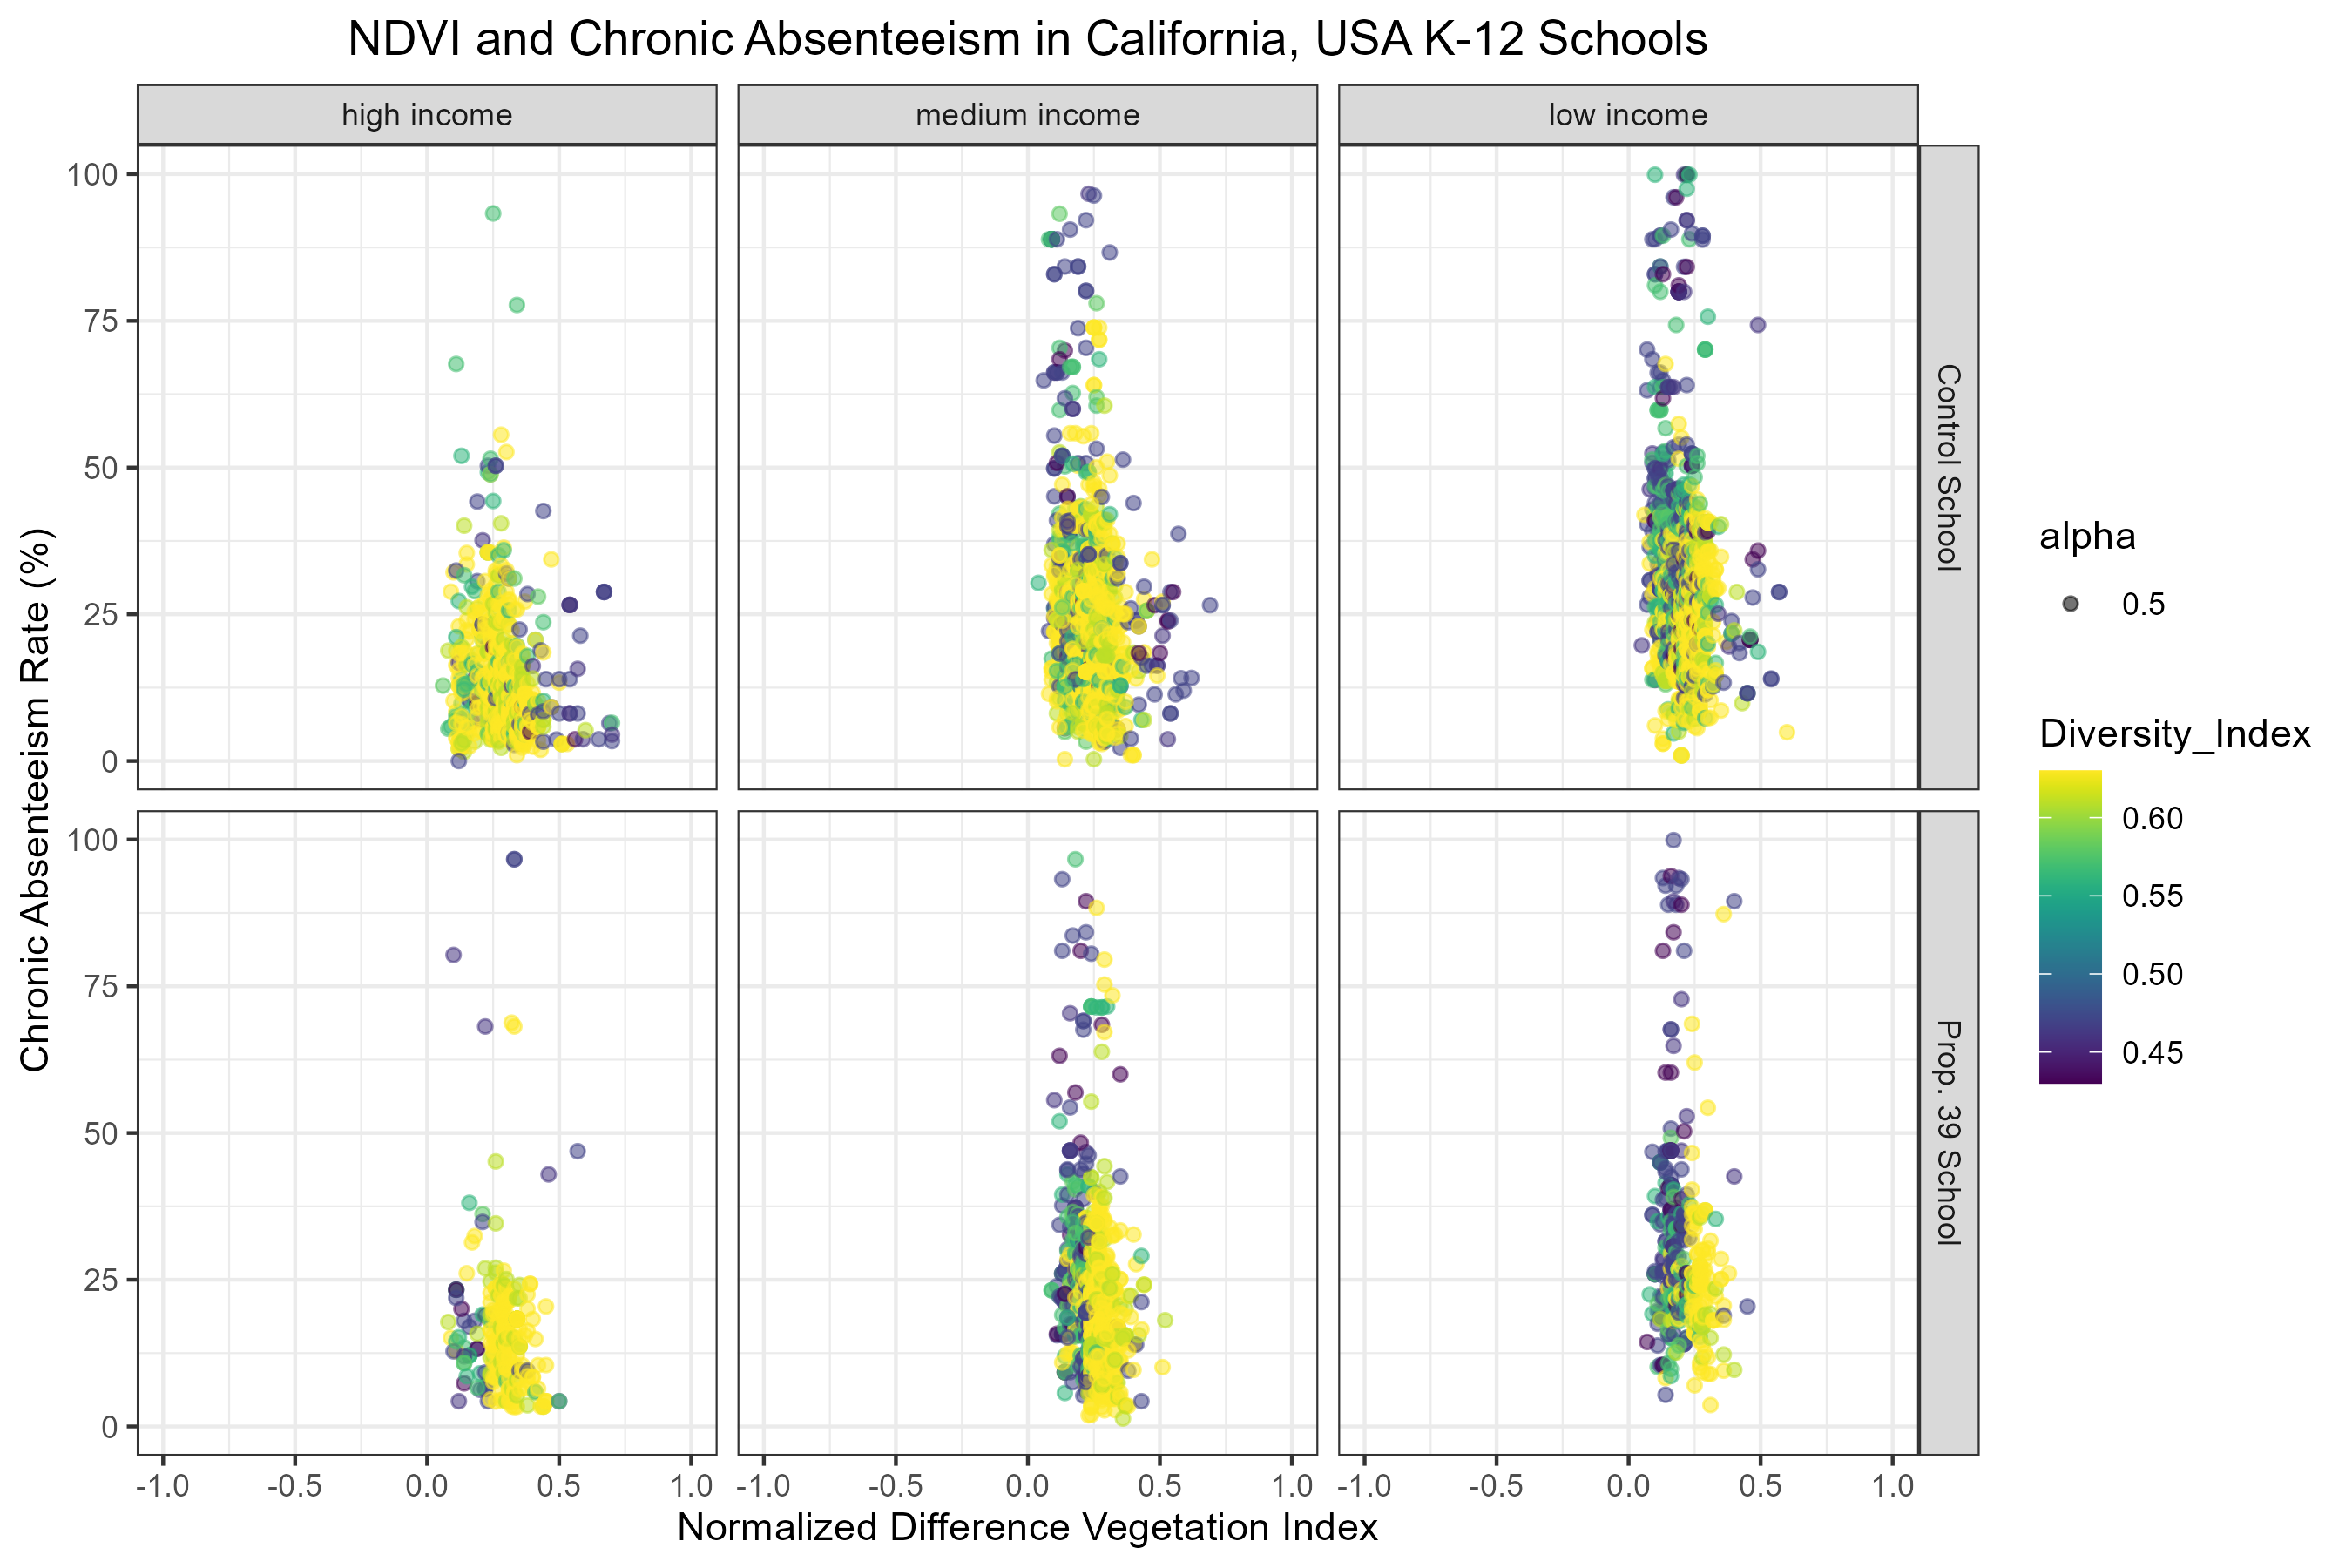 NDVI and Chronic Absenteeism in California, USA K-12 Schools
high income
medium income
low income
Control School
Prop. 39 School
Chronic Absenteeism Rate (%)
100
75
50
25
0
100
75
50
25
0
-1.0 -0.5 0.0 0.5 1.0 -1.0 -0.5 0.0 0.5 1.0 -1.0 -0.5 0.0 0.5 1.0
Normalized Difference Vegetation Index
alpha
0.5
Diversity_Index
0.60
0.55
0.50
0.45